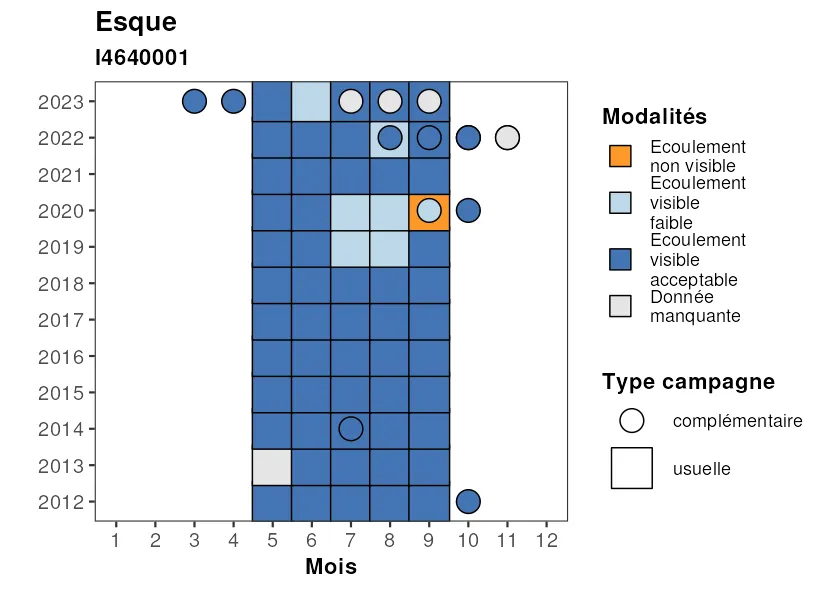 Esque
I4640001
2023
2022
2021
2020
2019
2018
2017
2016
2015
2014
2013
2012
1 2 3 4 5 6 7 8 9 10 11 12
Mois
Modalités
Ecoulement
non visible
Ecoulement
visible
faible
Ecoulement
visible
acceptable
Donnée
manquante
Type campagne
complémentaire
usuelle